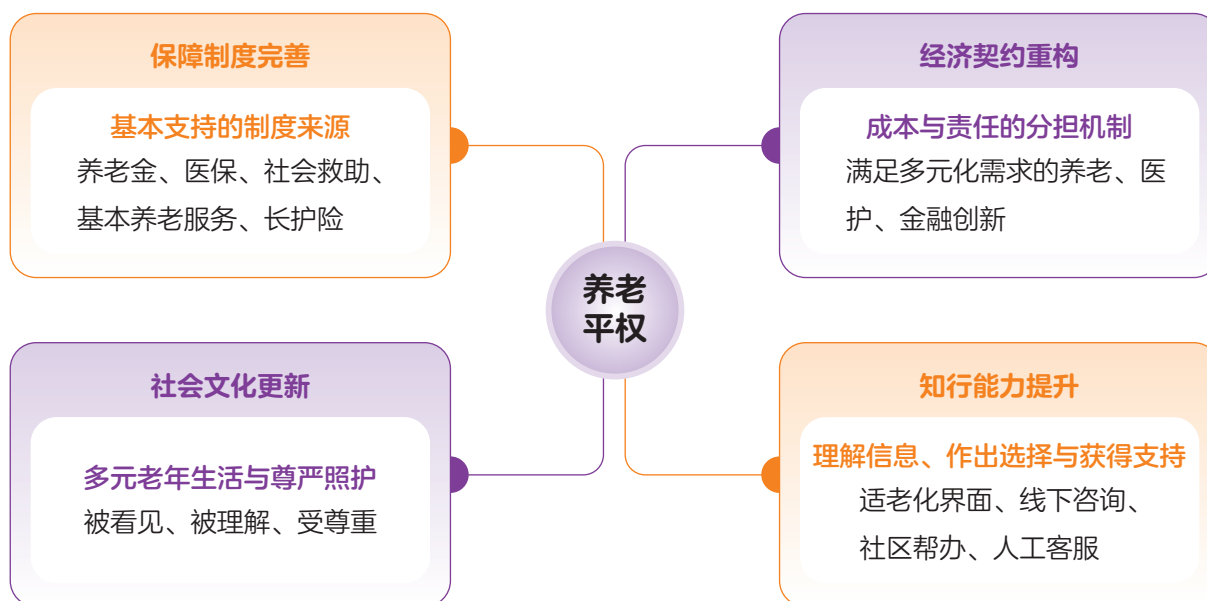 保障制度完善
基本支持的制度来源
养老金、医保、社会救助、
基本养老服务、长护险
经济契约重构
成本与责任的分担机制
满足多元化需求的养老、医
护、金融创新
养老
平权
社会文化更新
多元老年生活与尊严照护
被看见、被理解、受尊重
知行能力提升
理解信息、作出选择与获得支持
适老化界面、线下咨询、
社区帮办、人工客服